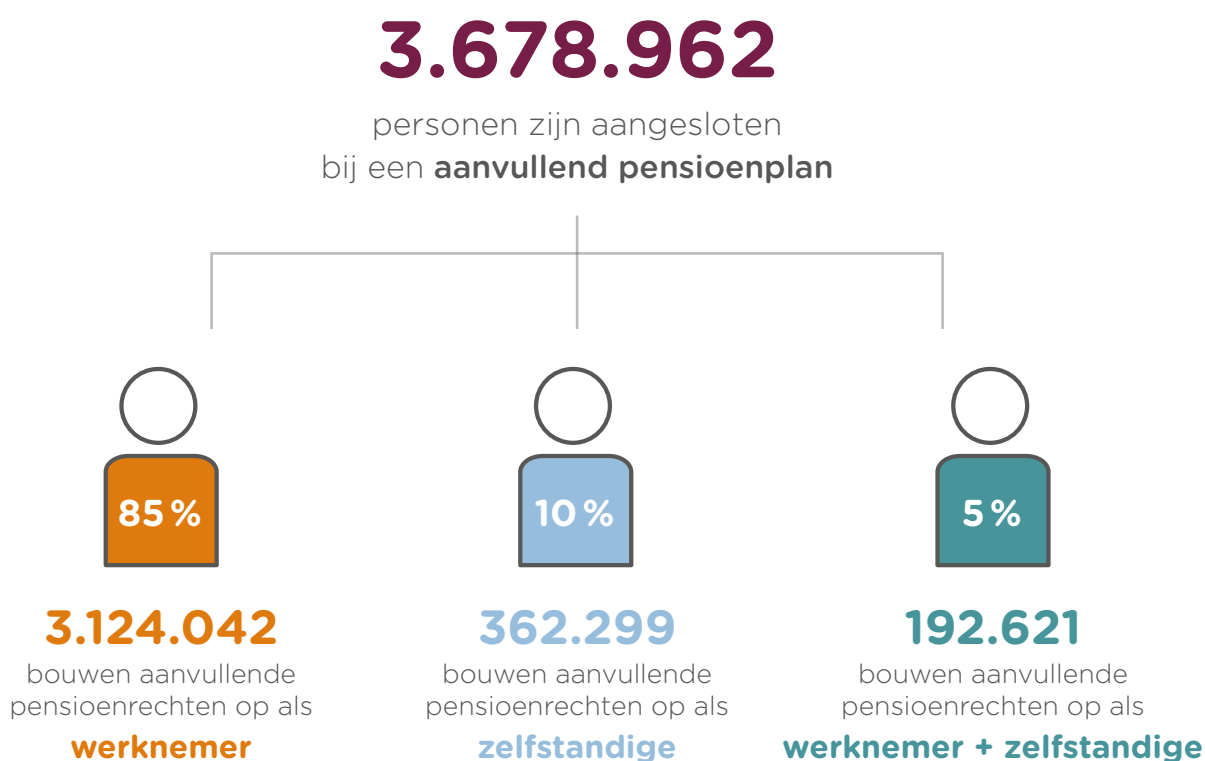 3.678.962
personen zijn aangesloten
bij een aanvullend pensioenplan
85 %
10 %
5 %
3.124.042
bouwen aanvullende
pensioenrechten op als
werknemer
362.299
bouwen aanvullende
pensioenrechten op als
zelfstandige
192.621
bouwen aanvullende
pensioenrechten op als
werknemer + zelfstandige